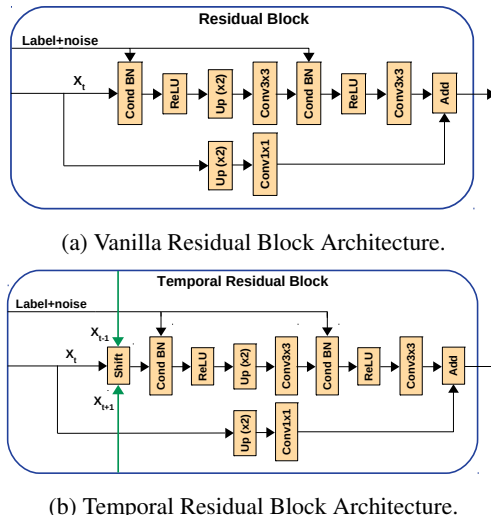 Residual Block
Label+noise
Xt
Cond BN
ReLU
Up (x2)
Conv3x3
Cond BN
ReLU
Conv3x3
Add
Up (x2)
Conv1x1
(a) Vanilla Residual Block Architecture.
Temporal Residual Block
Label+noise
Xt-1
Xt
Xt+1
Shift
Cond BN
ReLU
Up (x2)
Conv3x3
Cond BN
ReLU
Conv3x3
Add
Up (x2)
Conv1x1
(b) Temporal Residual Block Architecture.